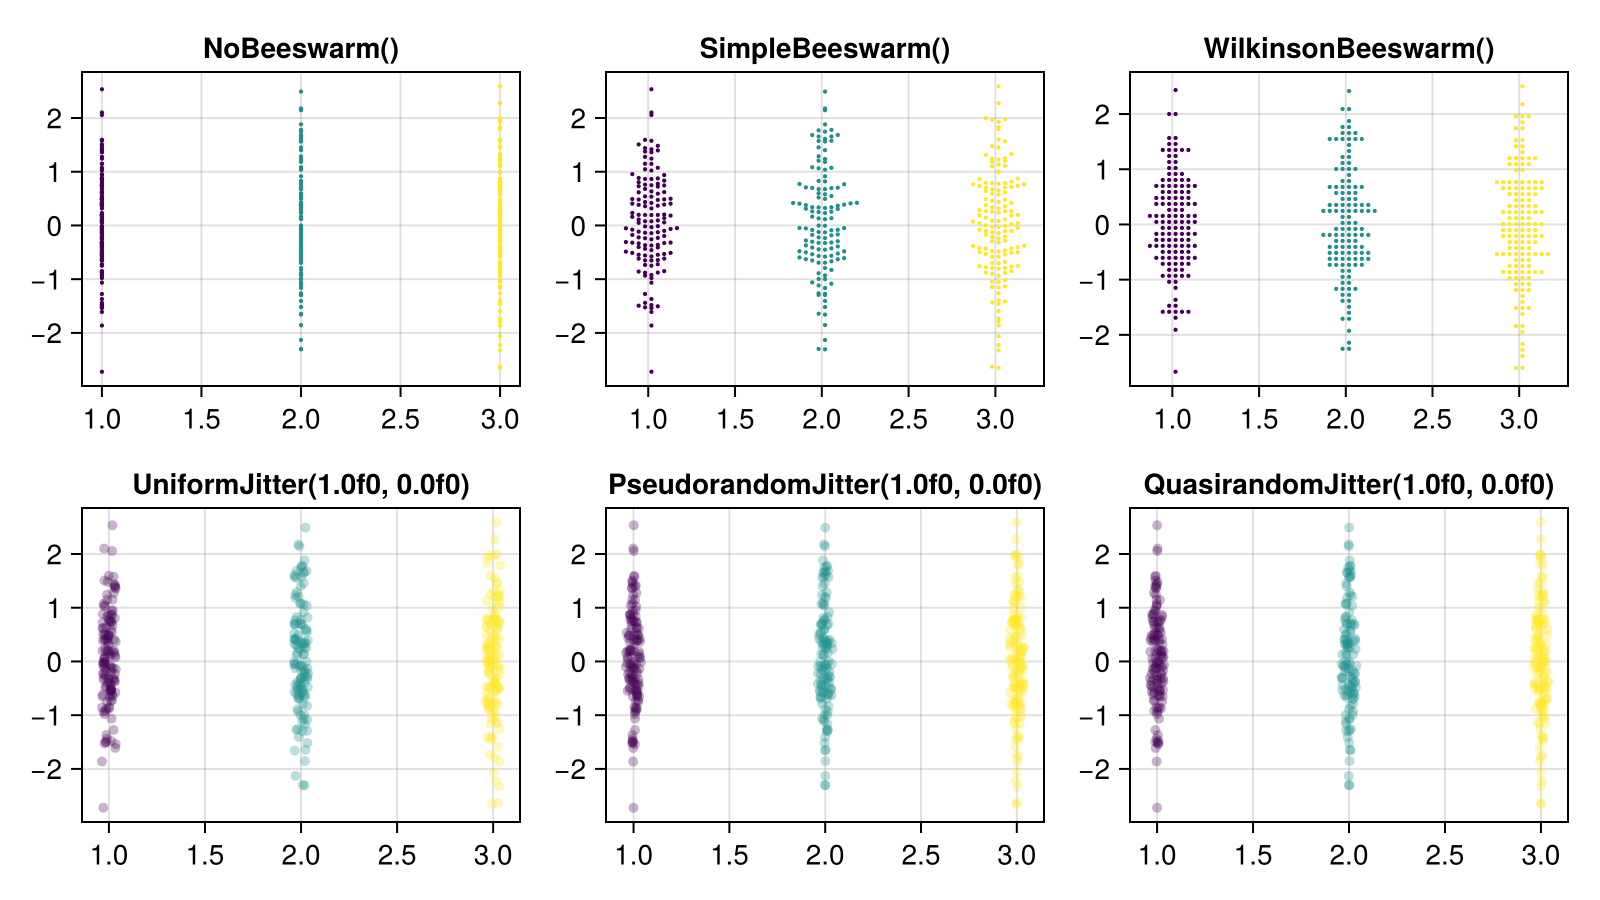 NoBeeswarm()
2
1
0
−1
−2
1.0 1.5 2.0 2.5 3.0
SimpleBeeswarm()
2
1
0
−1
−2
1.0 1.5 2.0 2.5 3.0
WilkinsonBeeswarm()
2
1
0
−1
−2
1.0 1.5 2.0 2.5 3.0
UniformJitter(1.0f0, 0.0f0)
2
1
0
−1
−2
1.0 1.5 2.0 2.5 3.0
PseudorandomJitter(1.0f0, 0.0f0)
2
1
0
−1
−2
1.0 1.5 2.0 2.5 3.0
QuasirandomJitter(1.0f0, 0.0f0)
2
1
0
−1
−2
1.0 1.5 2.0 2.5 3.0